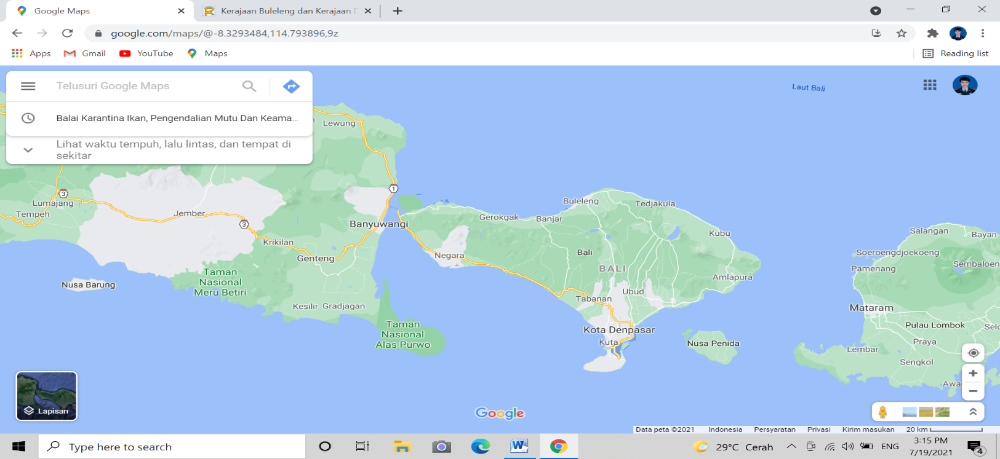 Google Maps
Kerajaan Buleleng dan Kerajaan
google.com/maps/@-8.3293484,114.793896,9z
Apps Gmail YouTube Maps Reading list
Telusuri Google Maps
Balai Karantina Ikan, Pengendalian Mutu Dan Keama...
Lihat waktu tempuh, lalu lintas, dan tempat di
sekitar
Laut Bali
Lewung
1
3
Lumajang
Tempeh
Jember
3
Banyuwangi
Krikilan
Genteng
Taman
Nasional
Meru Betiri
Nusa Barung
Kesilir
Gradjagan
Taman
Nasional
Alas Purwo
Buleleng
Tedjakula
Gerokgak
Banjar
Kubu
Negara
Bali
BALI
Amlapura
Ubud
Tabanan
Kota Denpasar
Kuta
Nusa Penida
Salangan
Bayan
Soeroengdjoekoeng
Pamenang
Sembaloen
Mataram
Pulau Lombok
Selo
Praya
Lembar
Sengkol
Awa
Lapisan
Google
Data peta ©2021 Indonesia Persyaratan Privasi Kirim masukan 20 km
Type here to search
29°C Cerah
ENG
3:15 PM
7/19/2021
4